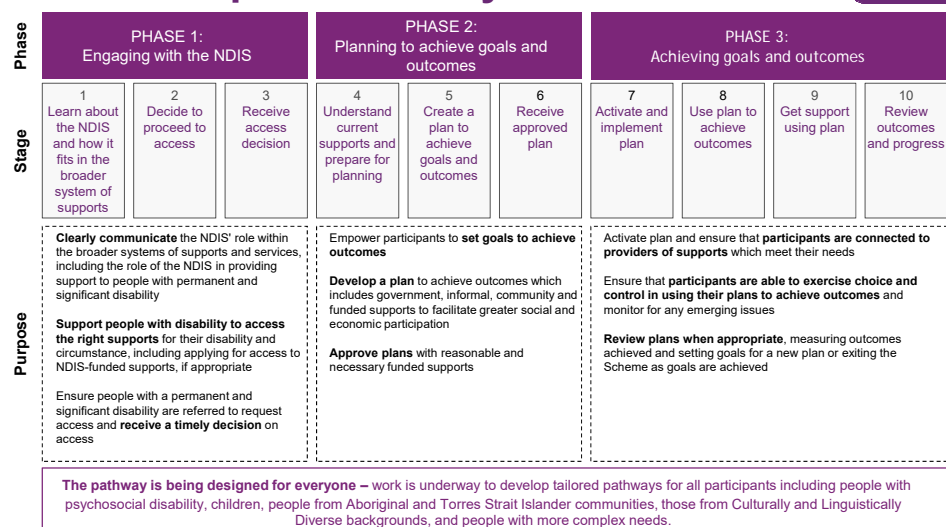 Phase
PHASE 1:
Engaging with the NDIS
PHASE 2:
Planning to achieve goals and
outcomes
PHASE 3:
Achieving goals and outcomes
Stage
1
Learn about
the NDIS
and how it
fits in the
broader
system of
supports
2
Decide to
proceed to
access
3
Receive
access
decision
4
Understand
current
supports and
prepare for
planning
5
Create a
plan to
achieve
goals and
outcomes
6
Receive
approved
plan
7
Activate and
implement
plan
8
Use plan to
achieve
outcomes
9
Get support
using plan
10
Review
outcomes
and progress
Purpose
Clearly communicate the NDIS' role within
the broader systems of supports and services,
including the role of the NDIS in providing
support to people with permanent and
significant disability
Support people with disability to access
the right supports for their disability and
circumstance, including applying for access to
NDIS-funded supports, if appropriate
Ensure people with a permanent and
significant disability are referred to request
access and receive a timely decision on
access
Empower participants to set goals to achieve
outcomes
Develop a plan to achieve outcomes which
includes government, informal, community and
funded supports to facilitate greater social and
economic participation
Approve plans with reasonable and
necessary funded supports
Activate plan and ensure that participants are connected to
providers of supports which meet their needs
Ensure that participants are able to exercise choice and
control in using their plans to achieve outcomes and
monitor for any emerging issues
Review plans when appropriate, measuring outcomes
achieved and setting goals for a new plan or exiting the
Scheme as goals are achieved
The pathway is being designed for everyone – work is underway to develop tailored pathways for all participants including people with
psychosocial disability, children, people from Aboriginal and Torres Strait Islander communities, those from Culturally and Linguistically
Diverse backgrounds, and people with more complex needs.